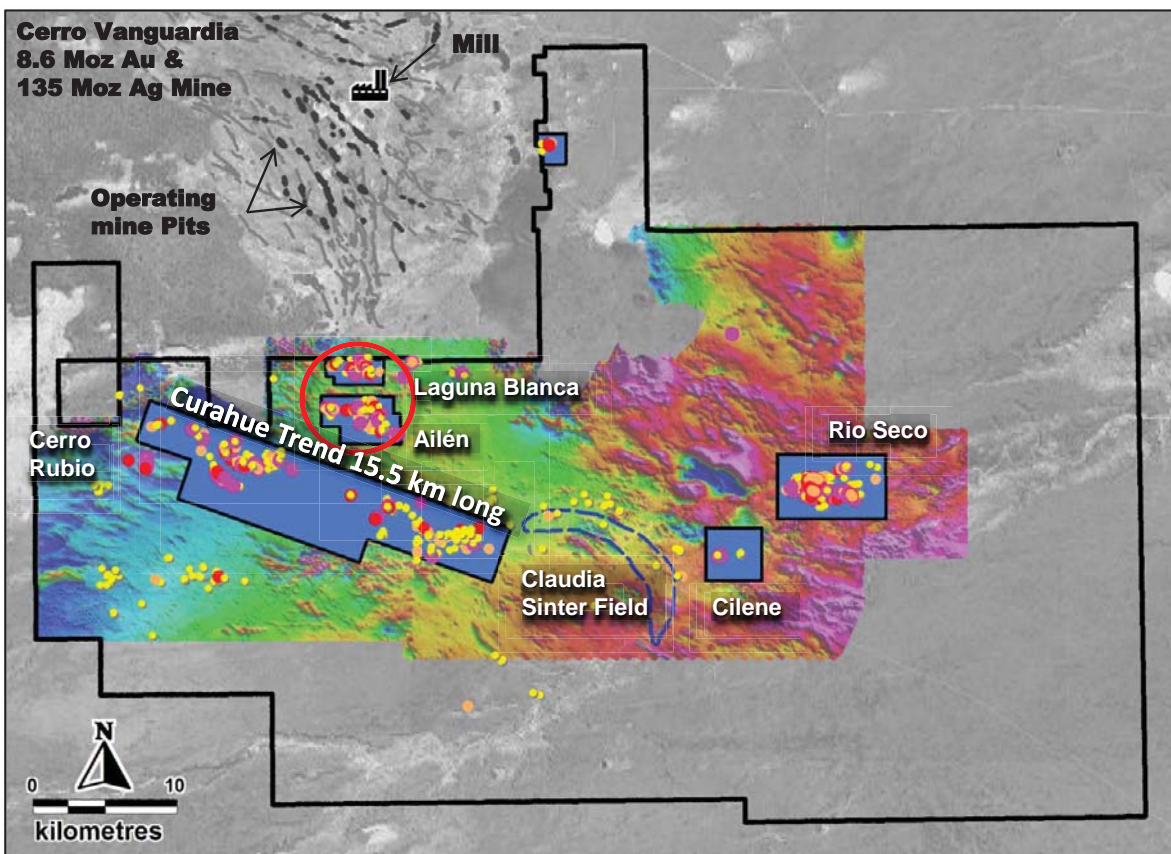 Cerro Vanguardia
8.6 Moz Au &
135 Moz Ag Mine
Mill
Operating
mine Pits
Laguna Blanca
Ailén
Curahue Trend 15.5 km long
Cerro
Rubio
Rio Seco
Claudia
Sinter Field
Cilene
N
0 10
kilometres